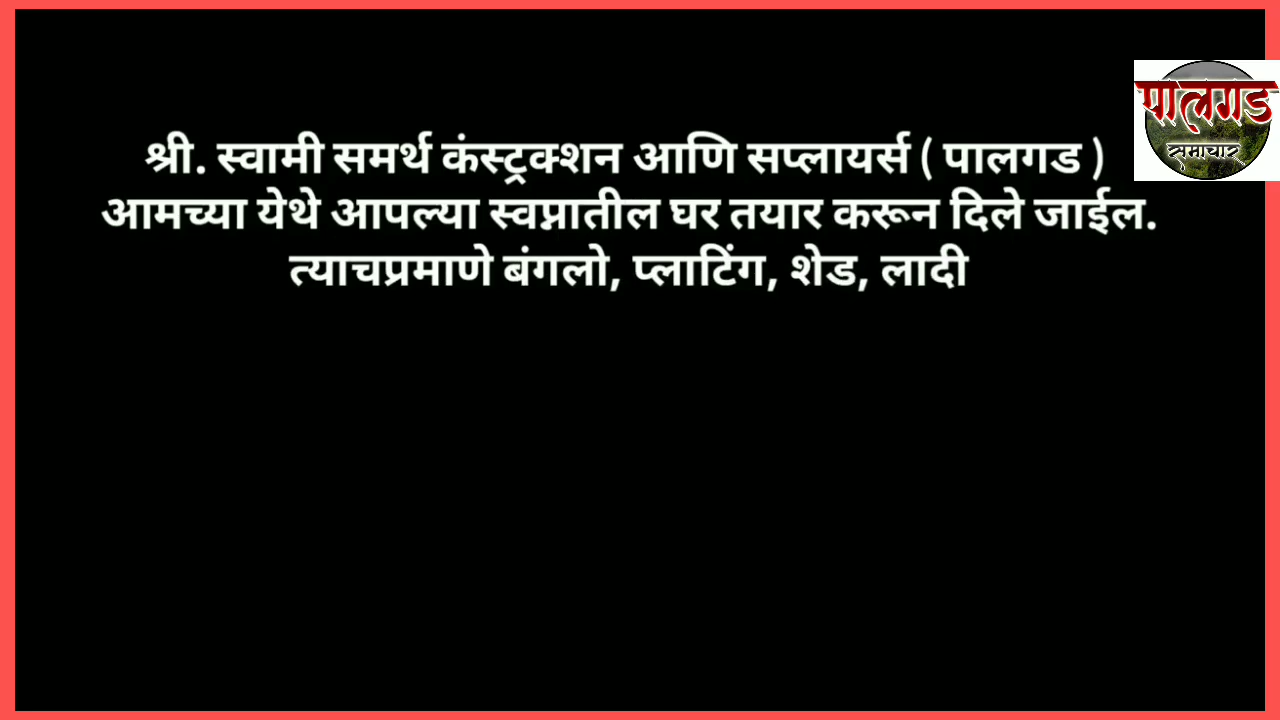 श्री. स्वामी समर्थ कंस्ट्रक्शन आणि सप्लायर्स ( पालगड )
आमच्या येथे आपल्या स्वप्नातील घर तयार करून दिले जाईल.
त्याचप्रमाणे बंगलो, प्लाटिंग, शेड, लादी
पालगड
समाचार